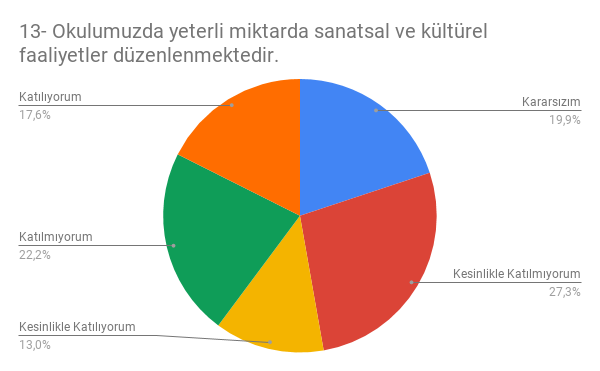 13- Okulumuzda yeterli miktarda sanatsal ve kültürel
faaliyetler düzenlenmektedir.
Katılıyorum
17,6%
Kararsızım
19,9%
Katılmıyorum
22,2%
Kesinlikle Katılmıyorum
27,3%
Kesinlikle Katılıyorum
13,0%